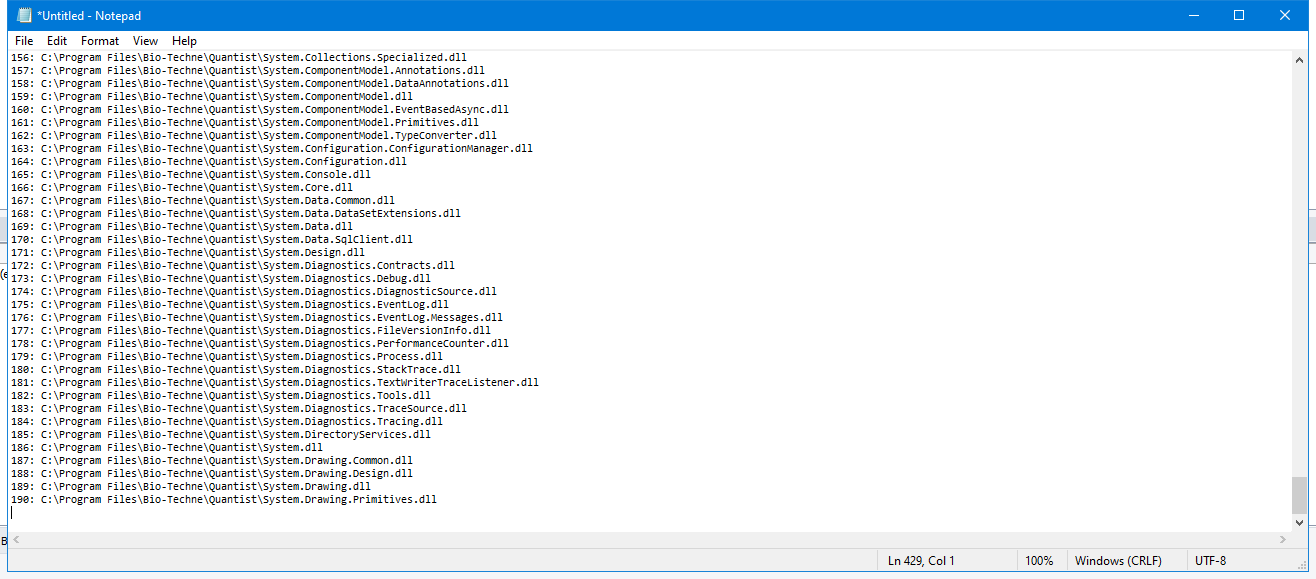 *Untitled - Notepad
File Edit Format View Help
156: C:\Program Files\Bio-Techne\Quantist\System.Collections.Specialized.dll
157: C:\Program Files\Bio-Techne\Quantist\System.ComponentModel.Annotations.dll
158: C:\Program Files\Bio-Techne\Quantist\System.ComponentModel.DataAnnotations.dll
159: C:\Program Files\Bio-Techne\Quantist\System.ComponentModel.dll
160: C:\Program Files\Bio-Techne\Quantist\System.ComponentModel.EventBasedAsync.dll
161: C:\Program Files\Bio-Techne\Quantist\System.ComponentModel.Primitives.dll
162: C:\Program Files\Bio-Techne\Quantist\System.ComponentModel.TypeConverter.dll
163: C:\Program Files\Bio-Techne\Quantist\System.Configuration.ConfigurationManager.dll
164: C:\Program Files\Bio-Techne\Quantist\System.Configuration.dll
165: C:\Program Files\Bio-Techne\Quantist\System.Console.dll
166: C:\Program Files\Bio-Techne\Quantist\System.Core.dll
167: C:\Program Files\Bio-Techne\Quantist\System.Data.Common.dll
168: C:\Program Files\Bio-Techne\Quantist\System.Data.DataSetExtensions.dll
169: C:\Program Files\Bio-Techne\Quantist\System.Data.dll
170: C:\Program Files\Bio-Techne\Quantist\System.Data.SqlClient.dll
171: C:\Program Files\Bio-Techne\Quantist\System.Design.dll
172: C:\Program Files\Bio-Techne\Quantist\System.Diagnostics.Contracts.dll
173: C:\Program Files\Bio-Techne\Quantist\System.Diagnostics.Debug.dll
174: C:\Program Files\Bio-Techne\Quantist\System.Diagnostics.DiagnosticSource.dll
175: C:\Program Files\Bio-Techne\Quantist\System.Diagnostics.EventLog.dll
176: C:\Program Files\Bio-Techne\Quantist\System.Diagnostics.EventLog.Messages.dll
177: C:\Program Files\Bio-Techne\Quantist\System.Diagnostics.FileVersionInfo.dll
178: C:\Program Files\Bio-Techne\Quantist\System.Diagnostics.PerformanceCounter.dll
179: C:\Program Files\Bio-Techne\Quantist\System.Diagnostics.Process.dll
180: C:\Program Files\Bio-Techne\Quantist\System.Diagnostics.StackTrace.dll
181: C:\Program Files\Bio-Techne\Quantist\System.Diagnostics.TextWriterTraceListener.dll
182: C:\Program Files\Bio-Techne\Quantist\System.Diagnostics.Tools.dll
183: C:\Program Files\Bio-Techne\Quantist\System.Diagnostics.TraceSource.dll
184: C:\Program Files\Bio-Techne\Quantist\System.Diagnostics.Tracing.dll
185: C:\Program Files\Bio-Techne\Quantist\System.DirectoryServices.dll
186: C:\Program Files\Bio-Techne\Quantist\System.dll
187: C:\Program Files\Bio-Techne\Quantist\System.Drawing.Common.dll
188: C:\Program Files\Bio-Techne\Quantist\System.Drawing.Design.dll
189: C:\Program Files\Bio-Techne\Quantist\System.Drawing.dll
190: C:\Program Files\Bio-Techne\Quantist\System.Drawing.Primitives.dll
Ln 429, Col 1 100% Windows (CRLF) UTF-8